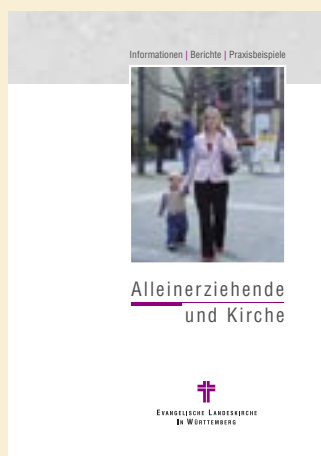 Informationen | Berichte | Praxisbeispiele
Alleinerziehende
und Kirche
EVANGELISCHE LANDESKIRCHE
IN WÜRTTEMBERG